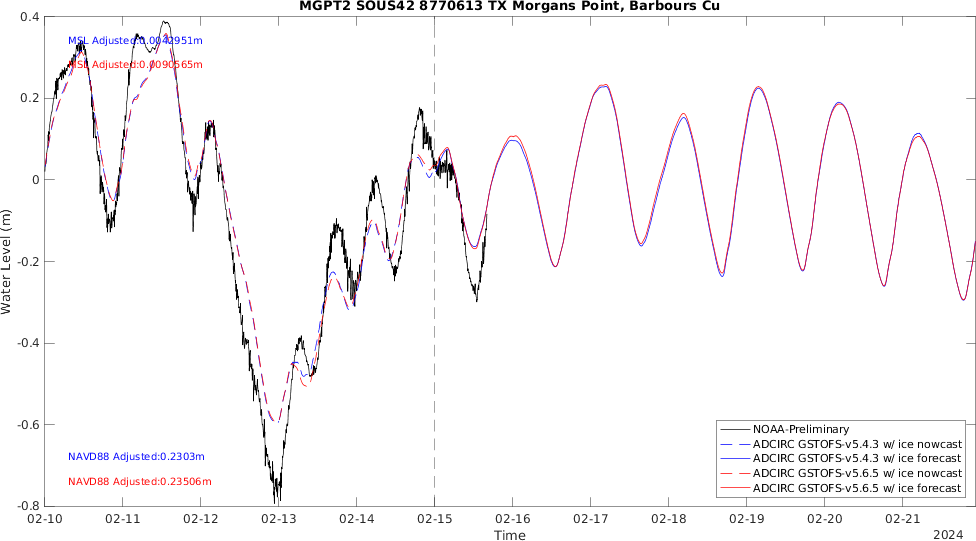 MGPT2 SOUS42 8770613 TX Morgans Point, Barbours Cu
0.4
MSL Adjusted:0.0042951m
MSL Adjusted:0.0090565m
0.2
0
-0.2
-0.4
-0.6
-0.8
Water Level (m)
NAVD88 Adjusted:0.2303m
NAVD88 Adjusted:0.23506m
NOAA-Preliminary
ADCIRC GSTOFS-v5.4.3 w/ ice nowcast
ADCIRC GSTOFS-v5.4.3 w/ ice forecast
ADCIRC GSTOFS-v5.6.5 w/ ice nowcast
ADCIRC GSTOFS-v5.6.5 w/ ice forecast
02-10 02-11 02-12 02-13 02-14 02-15 02-16 02-17 02-18 02-19 02-20 02-21
Time
2024